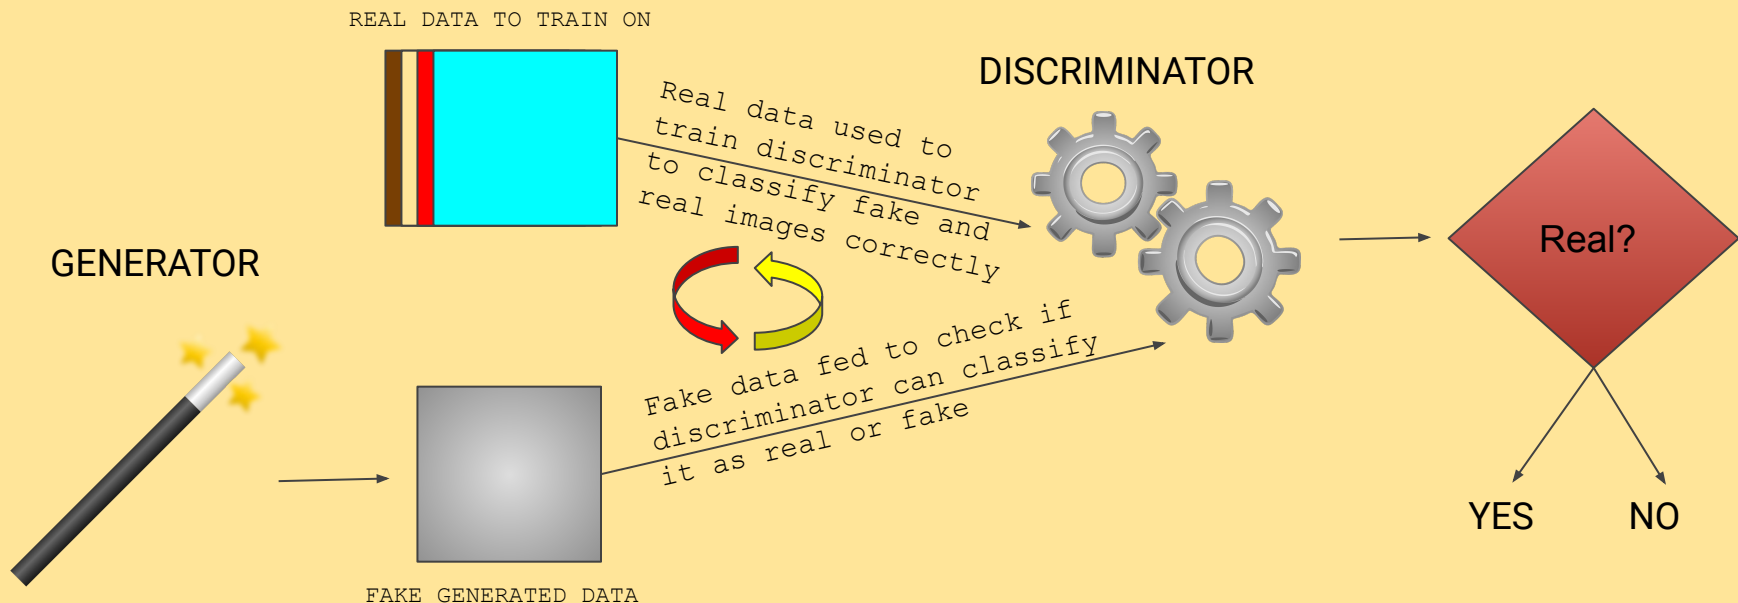 REAL DATA TO TRAIN ON
DISCRIMINATOR
Real data used to
train discriminator
to classify fake and
real images correctly
Real?
GENERATOR
Fake data fed to check if
discriminator can classify
it as real or fake
YES
NO
FAKE GENERATED DATA